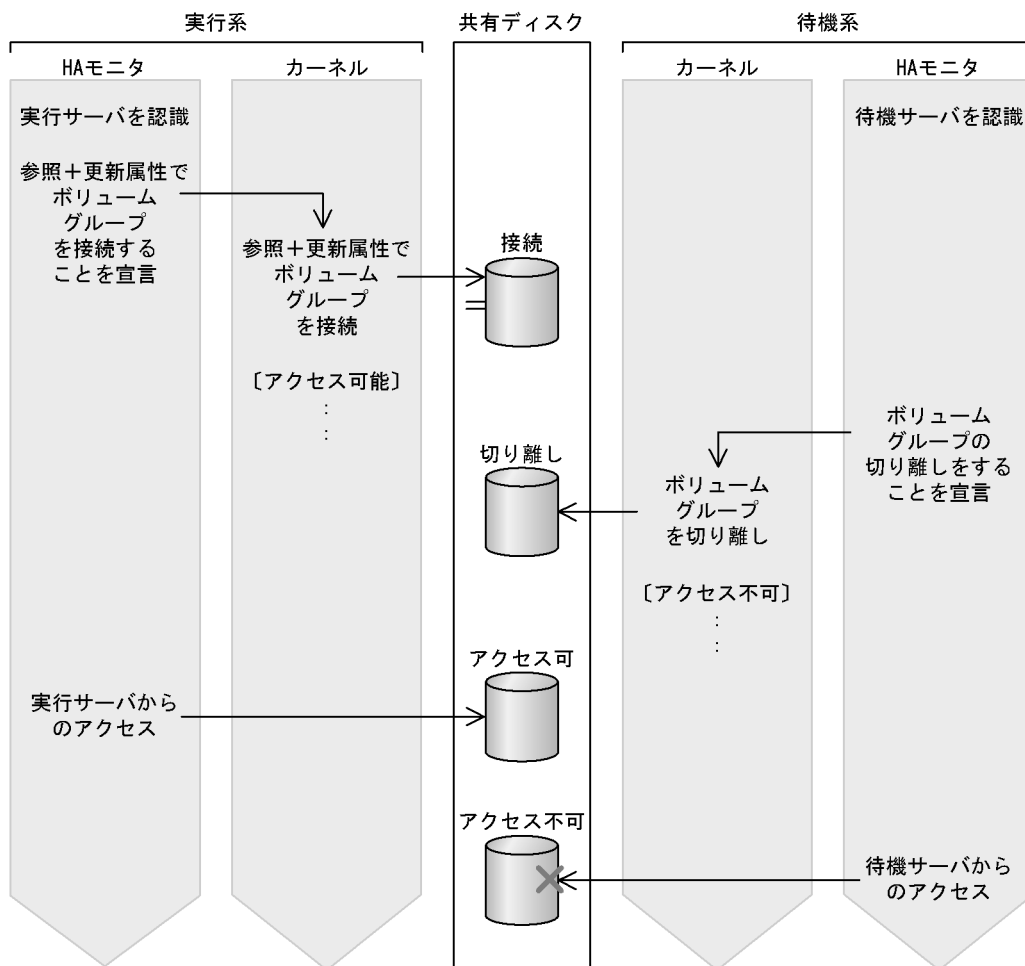 実行系
共有ディスク
待機系
HAモニタ
カーネル
カーネル
HAモニタ
実行サーバを認識
待機サーバを認識
参照＋更新属性で
ボリューム
グループ
を接続する
ことを宣言
参照＋更新属性で
ボリューム
グループ
を接続
〔アクセス可能〕
:
:
接続
ボリューム
グループの
切り離しをする
ことを宣言
切り離し
ボリューム
グループ
を切り離し
〔アクセス不可〕
:
:
アクセス可
実行サーバから
のアクセス
アクセス不可
待機サーバから
のアクセス